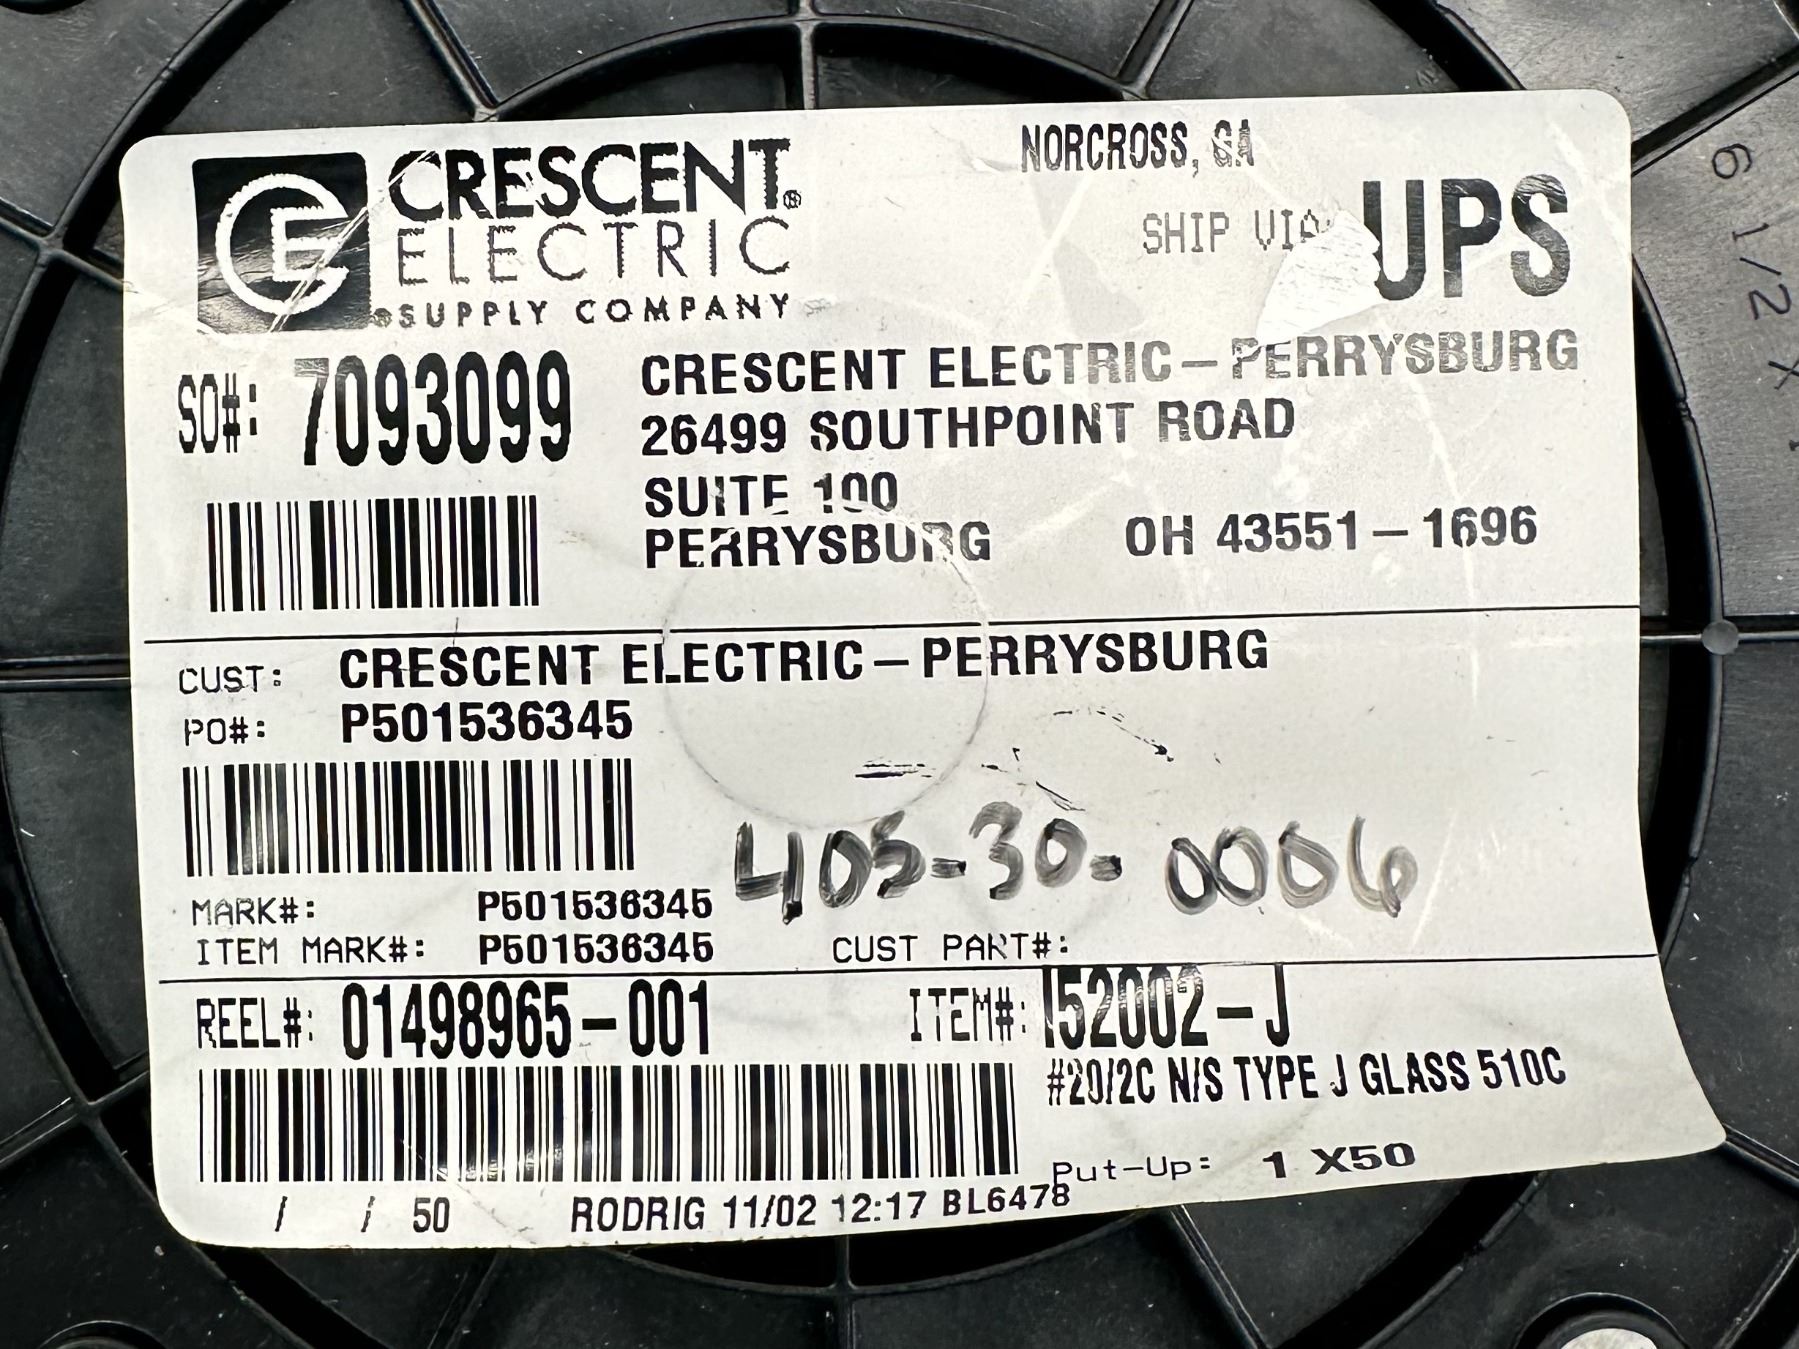 NORCROSS, GA
CRESCENT®
ELECTRIC
SUPPLY COMPANY
SHIP VIA: UPS
SO#: 7093099
CRESCENT ELECTRIC-PERRYSBURG
26499 SOUTHPOINT ROAD
SUITE 100
PERRYSBURG OH 43551-1696
CUST: CRESCENT ELECTRIC-PERRYSBURG
PO#: P501536345
405-30-0006
MARK#: P501536345
ITEM MARK#: P501536345 CUST PART#:
REEL#: 01498965-001 ITEM#: I52002-J
#20/2C N/S TYPE J GLASS 510C
Put-Up: 1 X50
/ / 50 RODRIG 11/02 12:17 BL6478
6 1/2 X